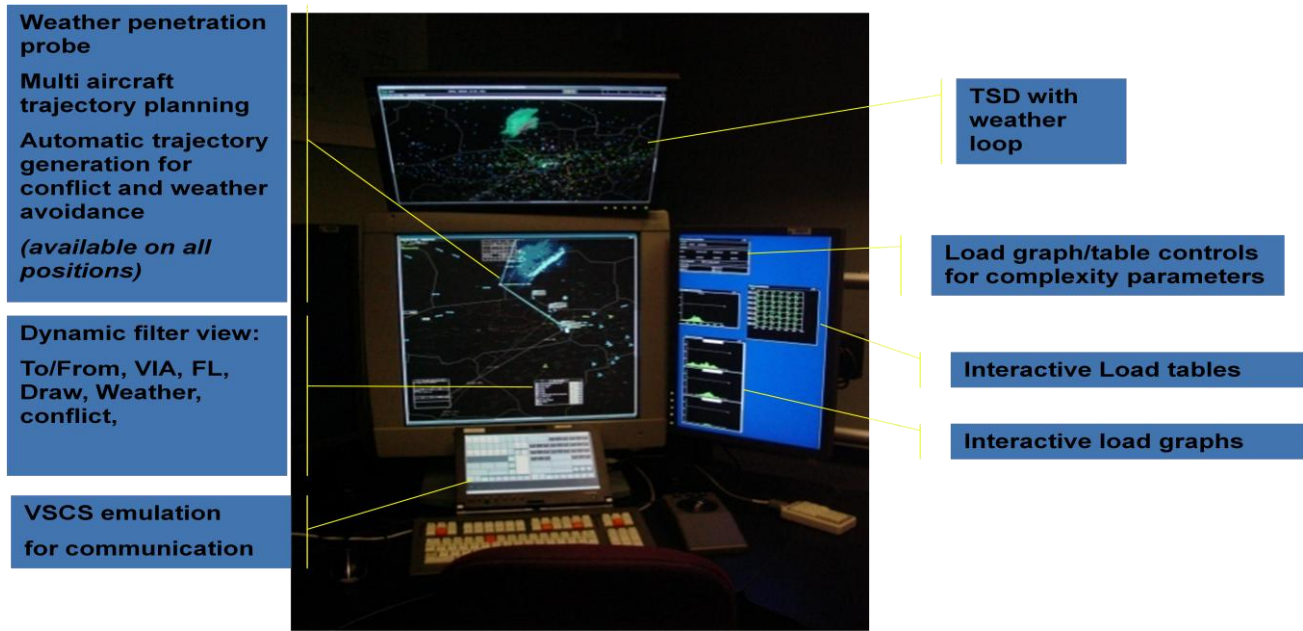 Weather penetration
probe
Multi aircraft
trajectory planning
Automatic trajectory
generation for
conflict and weather
avoidance
(available on all
positions)
Dynamic filter view:
To/From, VIA, FL,
Draw, Weather,
conflict,
VSCS emulation
for communication
TSD with
weather
loop
Load graph/table controls
for complexity parameters
Interactive Load tables
Interactive load graphs